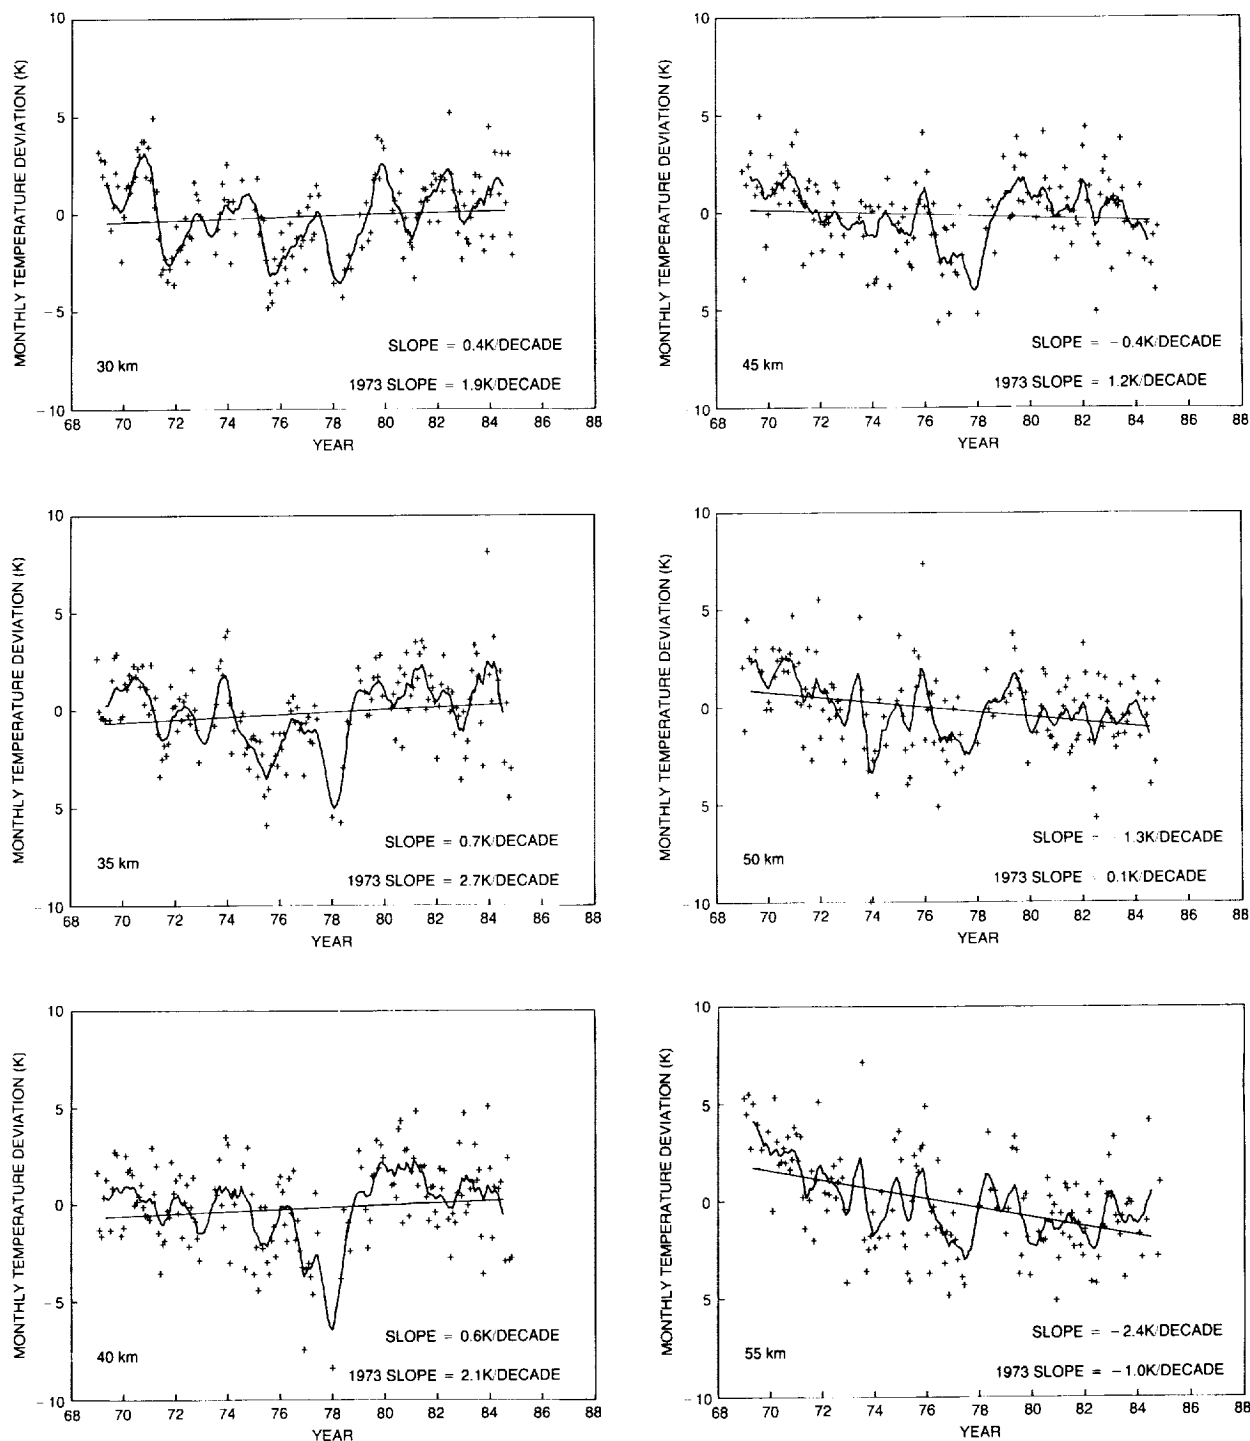 MONTHLY TEMPERATURE DEVIATION (K)
10
5
0
−5
−10
30 km
SLOPE = 0.4K/DECADE
1973 SLOPE = 1.9K/DECADE
68 70 72 74 76 78 80 82 84 86 88
YEAR
MONTHLY TEMPERATURE DEVIATION (K)
10
5
0
5
10
45 km
SLOPE = −0.4K/DECADE
1973 SLOPE = 1.2K/DECADE
68 70 72 74 76 78 80 82 84 86 88
YEAR
MONTHLY TEMPERATURE DEVIATION (K)
10
5
0
5
−10
35 km
SLOPE = 0.7K/DECADE
1973 SLOPE = 2.7K/DECADE
68 70 72 74 76 78 80 82 84 86 88
YEAR
MONTHLY TEMPERATURE DEVIATION (K)
10
5
0
5
−10
50 km
SLOPE = −1.3K/DECADE
1973 SLOPE 0.1K/DECADE
68 70 72 74 76 78 80 82 84 86 88
YEAR
MONTHLY TEMPERATURE DEVIATION (K)
10
5
0
−5
−10
40 km
SLOPE = 0.6K/DECADE
1973 SLOPE = 2.1K/DECADE
68 70 72 74 76 78 80 82 84 86 88
YEAR
MONTHLY TEMPERATURE DEVIATION (K)
10
5
0
5
−10
55 km
SLOPE = −2.4K/DECADE
1973 SLOPE = −1.0K/DECADE
68 70 72 74 76 78 80 82 84 86 88
YEAR